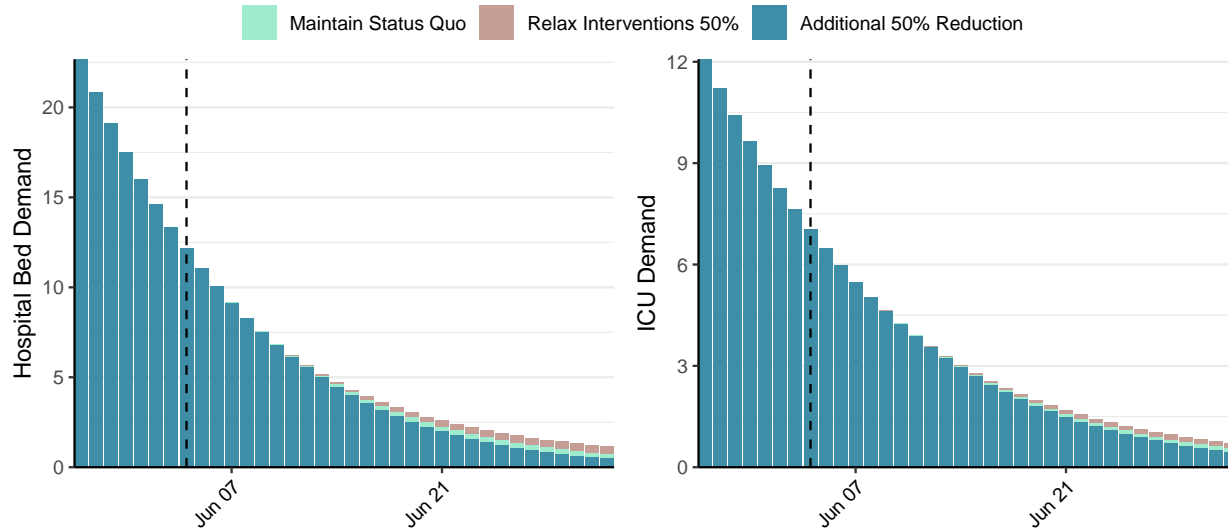 Maintain Status Quo Relax Interventions 50% Additional 50% Reduction
Hospital Bed Demand
20
15
10
5
0
Jun 07
Jun 21
ICU Demand
12
9
6
3
0
Jun 07
Jun 21